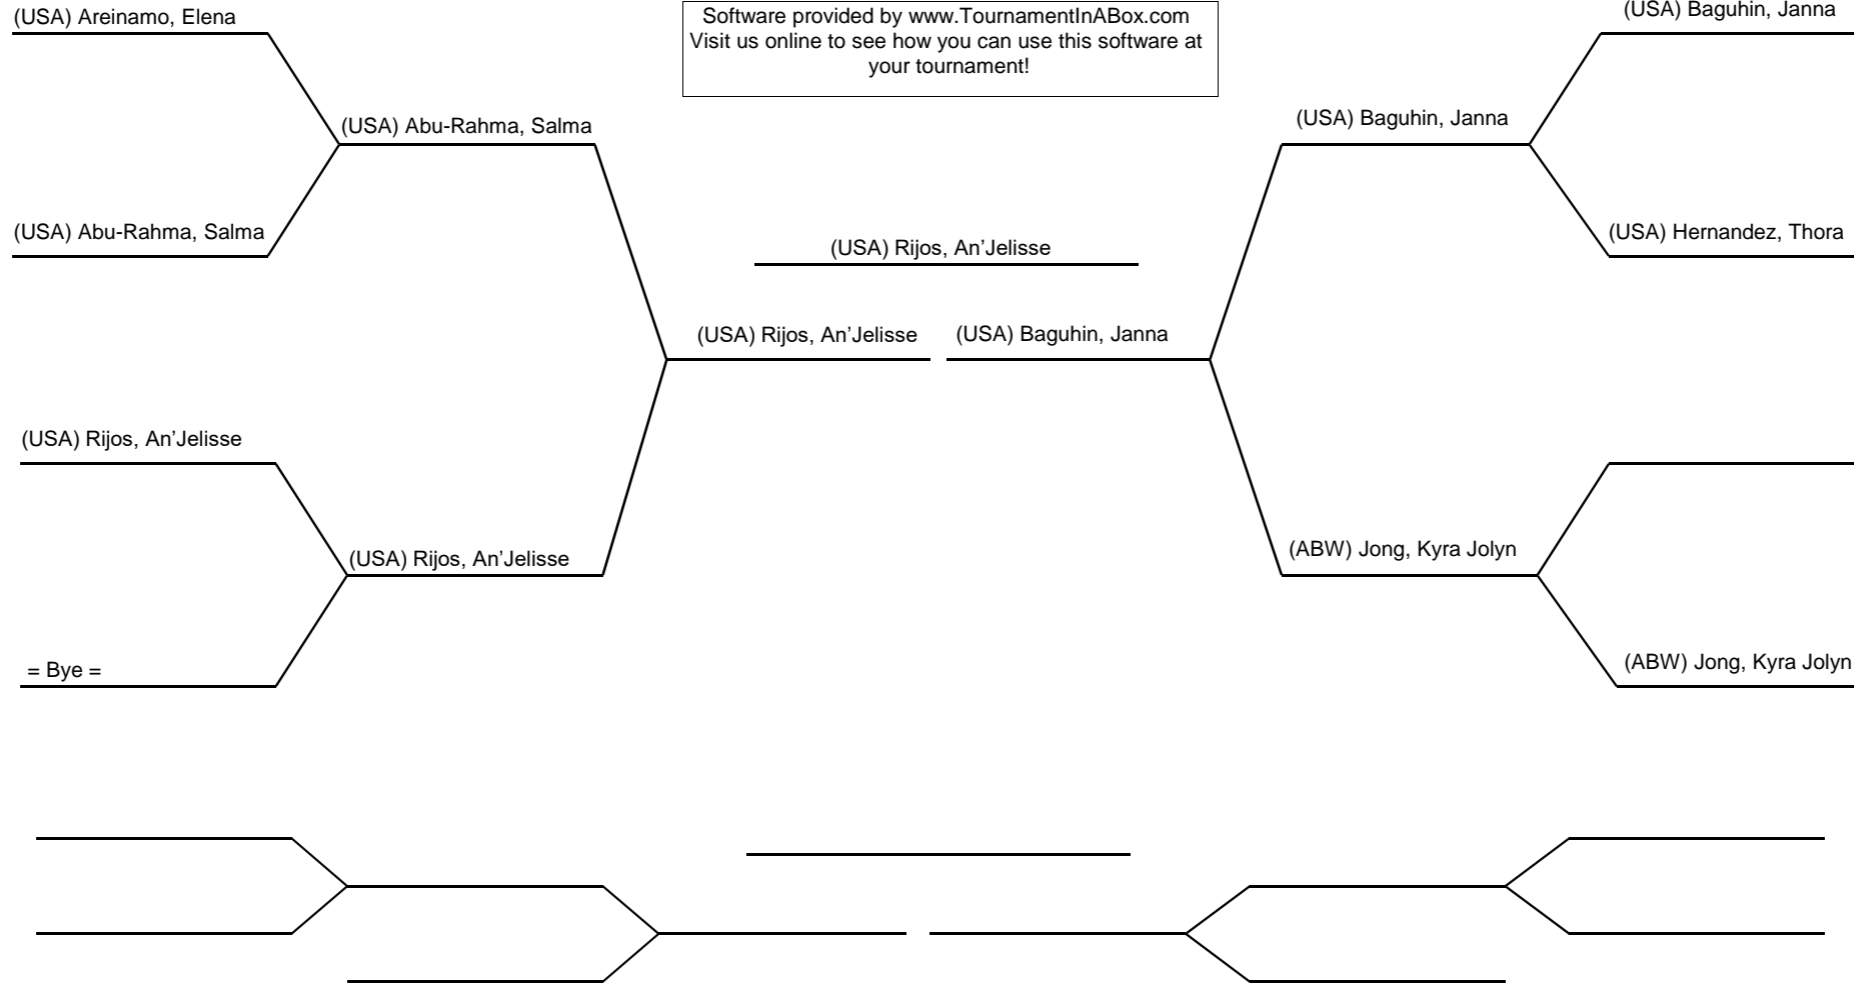 (USA) Areinamo, Elena
Software provided by www.TournamentInABox.com
Visit us online to see how you can use this software at
your tournament!
(USA) Baguhin, Janna
(USA) Abu-Rahma, Salma
(USA) Baguhin, Janna
(USA) Abu-Rahma, Salma
(USA) Rijos, An’Jelisse
(USA) Hernandez, Thora
(USA) Rijos, An’Jelisse
(USA) Baguhin, Janna
(USA) Rijos, An’Jelisse
(USA) Rijos, An’Jelisse
(ABW) Jong, Kyra Jolyn
= Bye =
(ABW) Jong, Kyra Jolyn